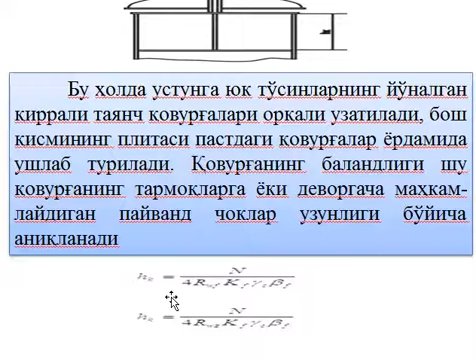 Бу ҳолда устунга юк тўсинларнинг йўналган
қиррали таянч қовурғалари орқали узатилади, бош
қисмининг плитаси пастдаги қовурғалар ёрдамида
ушлаб турилади. Қовурғанинг баландлиги шу
қовурғанинг тармоқларга ёки деворгача маҳкам-
лайдиган пайванд чоклар узунлиги бўйича
аникланади